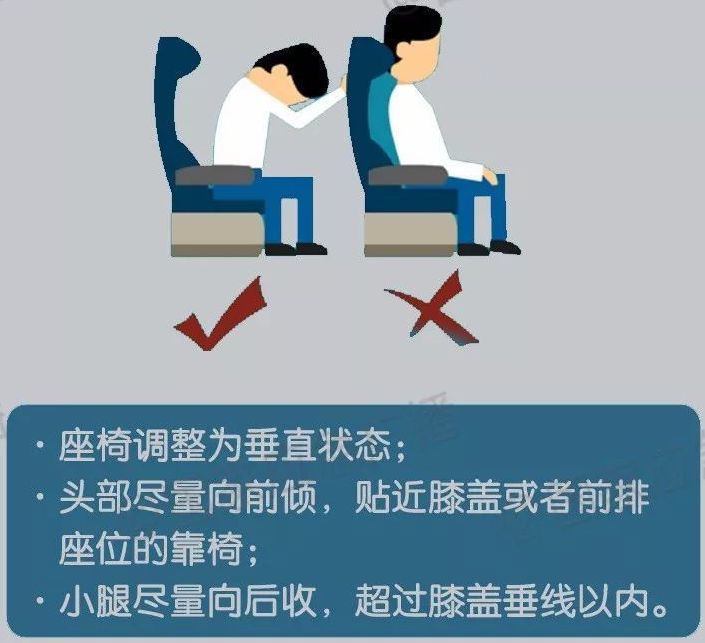 ·座椅调整为垂直状态；
·头部尽量向前倾，贴近膝盖或者前排
座位的靠椅；
·小腿尽量向后收，超过膝盖垂线以内。